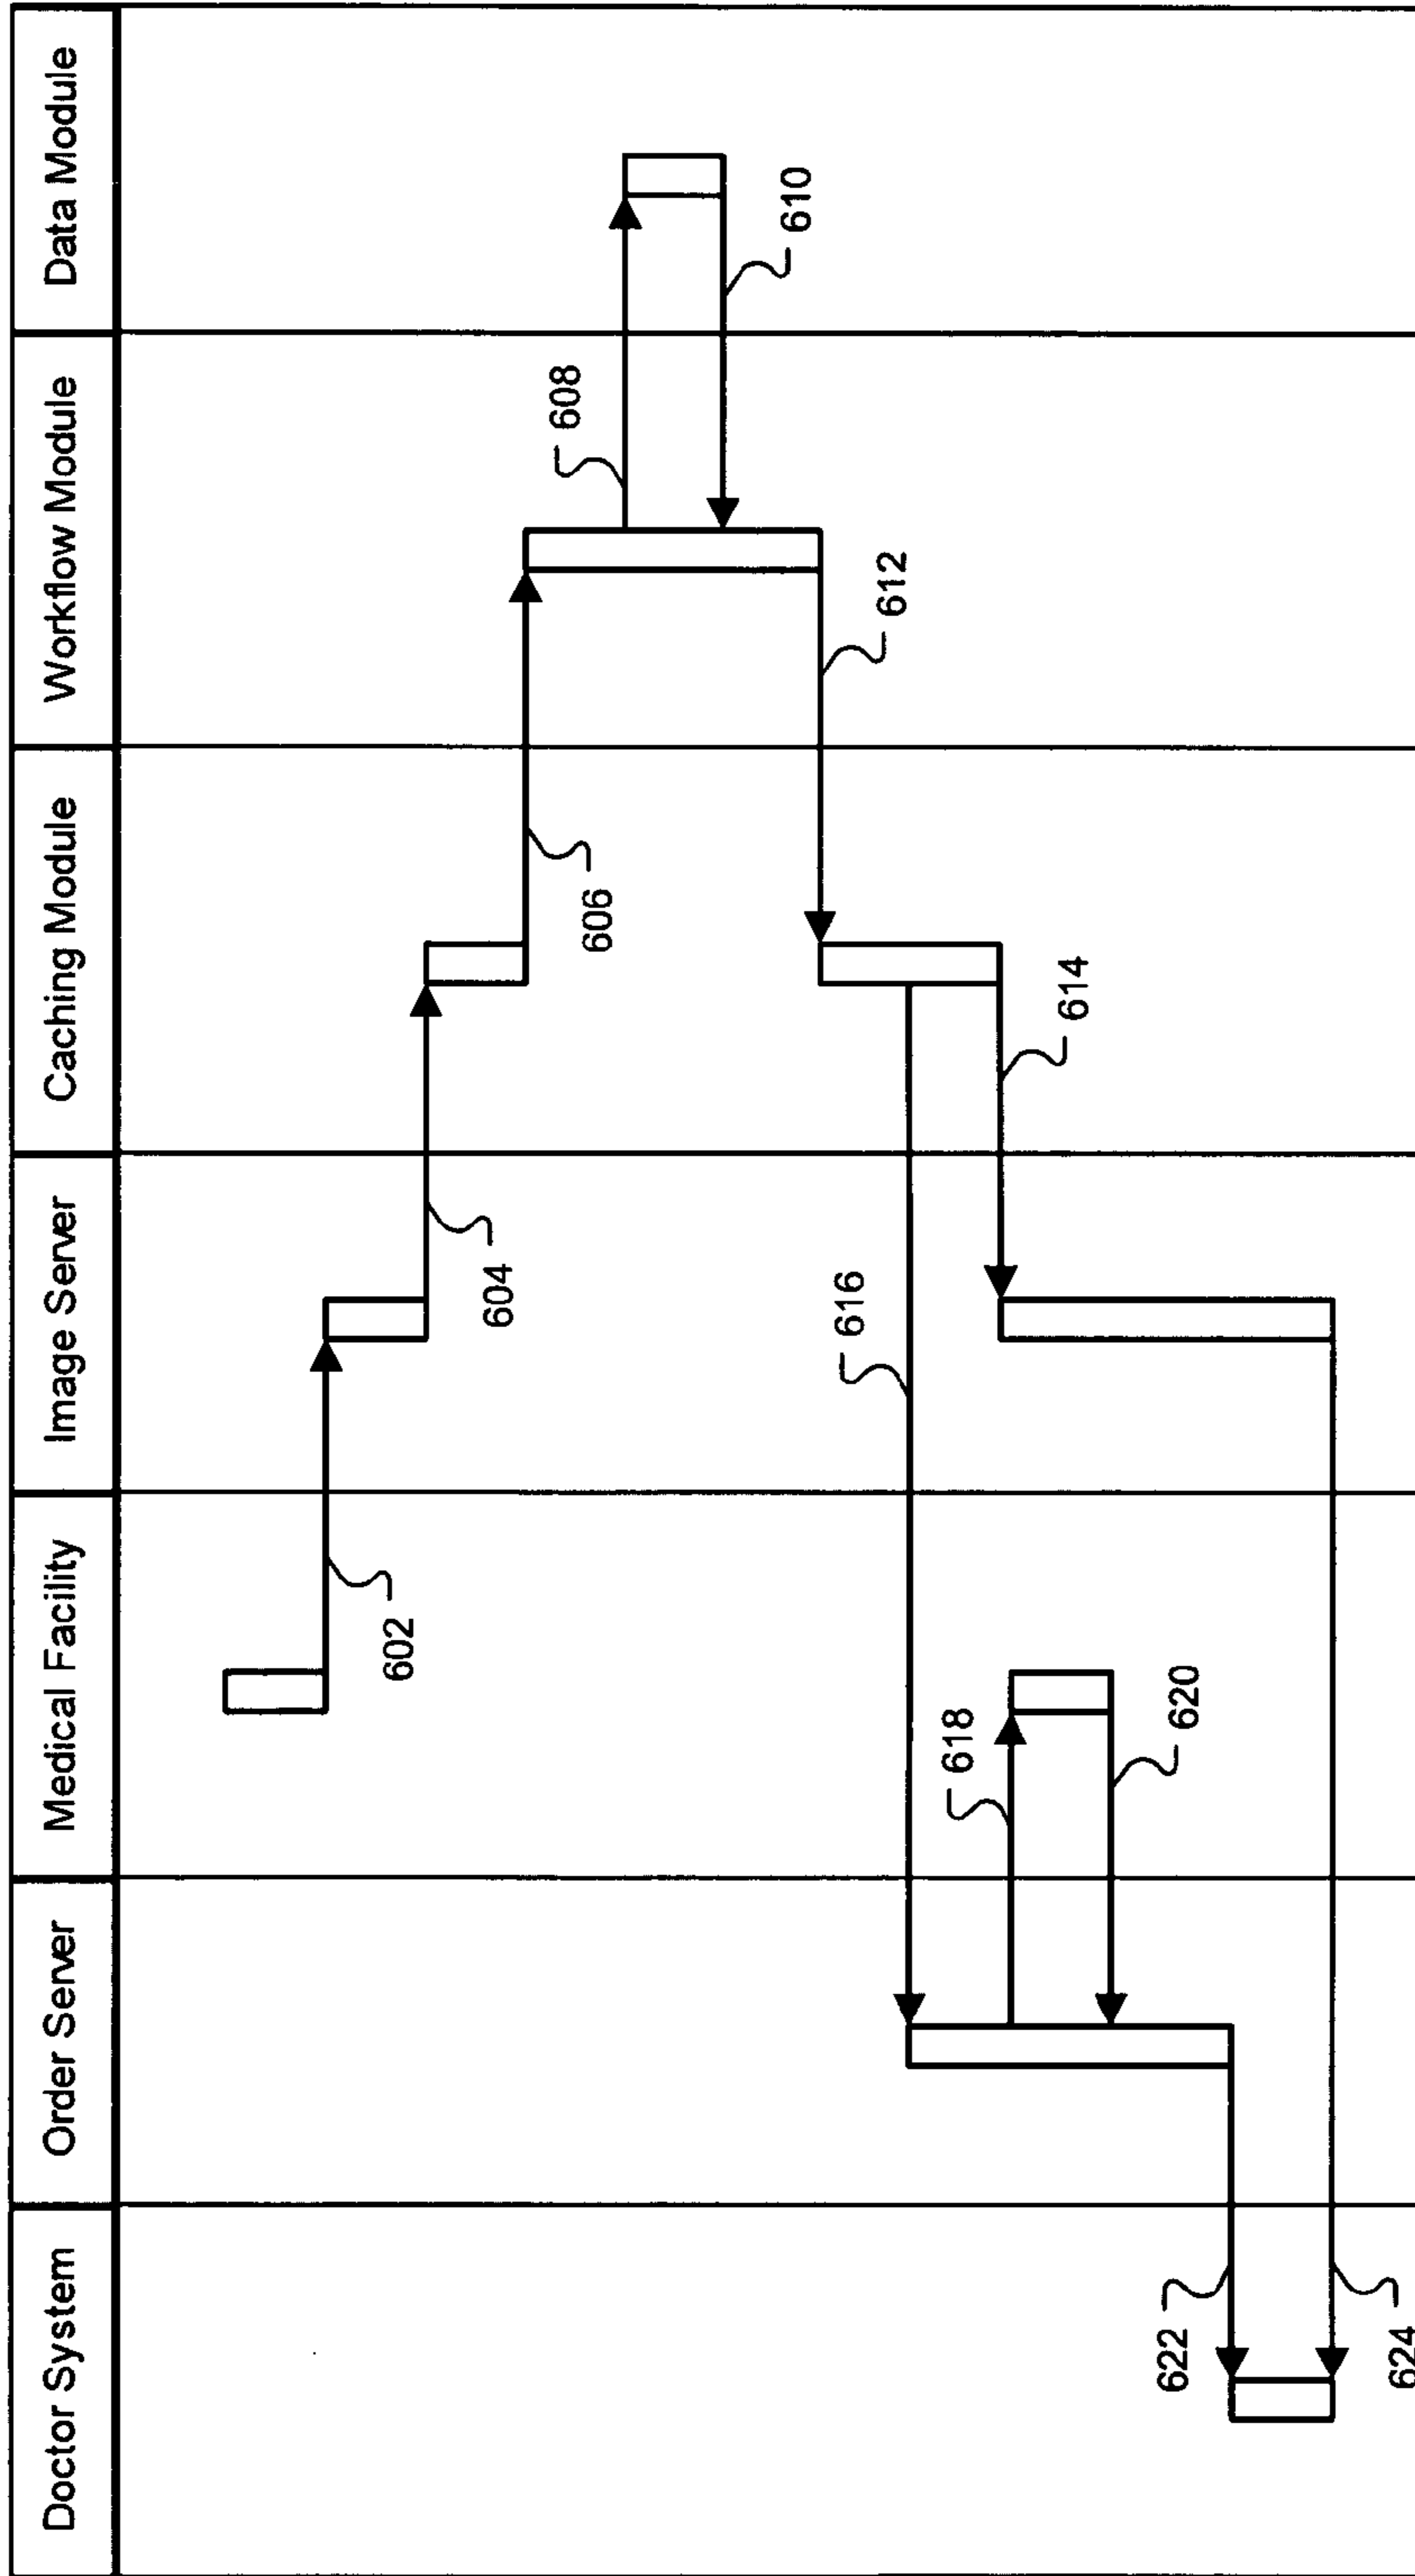 Doctor System
Order Server
Medical Facility
Image Server
Caching Module
Workflow Module
Data Module
602
604
606
608
610
612
614
616
618
620
622
624